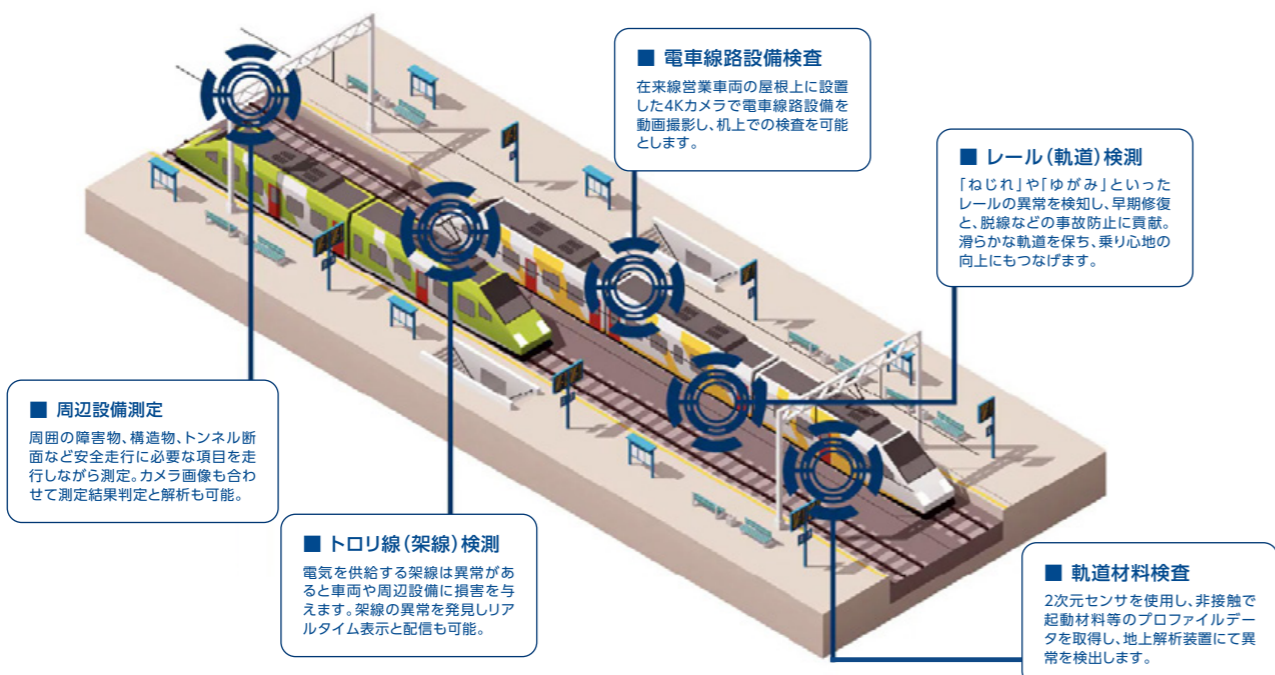 ■ 電車線路設備検査
在来線営業車両の屋根上に設置
した4Kカメラで電車線路設備を
動画撮影し、机上での検査を可能
とします。
■ レール（軌道）検測
「ねじれ」や「ゆがみ」といった
レールの異常を検知し、早期修復
と、脱線などの事故防止に貢献。
滑らかな軌道を保ち、乗り心地の
向上にもつなげます。
■ 周辺設備測定
周囲の障害物、構造物、トンネル断
面など安全走行に必要な項目を走
行しながら測定。カメラ画像も合わ
せて測定結果判定と解析も可能。
■ トロリ線（架線）検測
電気を供給する架線は異常があ
ると車両や周辺設備に損害を与
えます。架線の異常を発見しリア
ルタイム表示と配信も可能。
■ 軌道材料検査
2次元センサを使用し、非接触で
起動材料等のプロファイルデー
タを取得し、地上解析装置にて異
常を検出します。